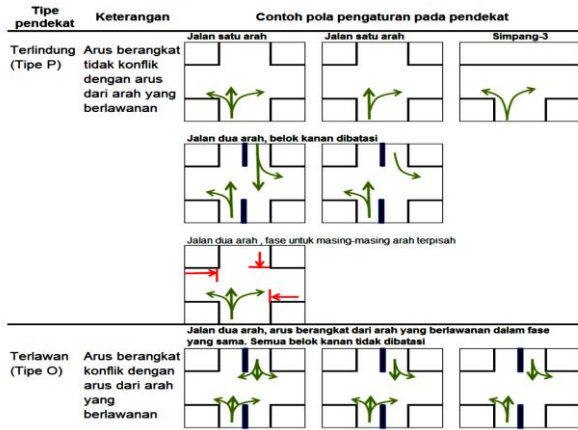 Tipe pendekat
Keterangan
Contoh pola pengaturan pada pendekat
Terlindung (Tipe P)
Arus berangkat
tidak konflik
dengan arus
dari arah yang
berlawanan
Jalan satu arah
Jalan satu arah
Simpang-3
Jalan dua arah, belok kanan dibatasi
Jalan dua arah , fase untuk masing-masing arah terpisah
Terlawan (Tipe O)
Arus berangkat
konflik dengan
arus dari arah
yang
berlawanan
Jalan dua arah, arus berangkat dari arah yang berlawanan dalam fase
yang sama. Semua belok kanan tidak dibatasi